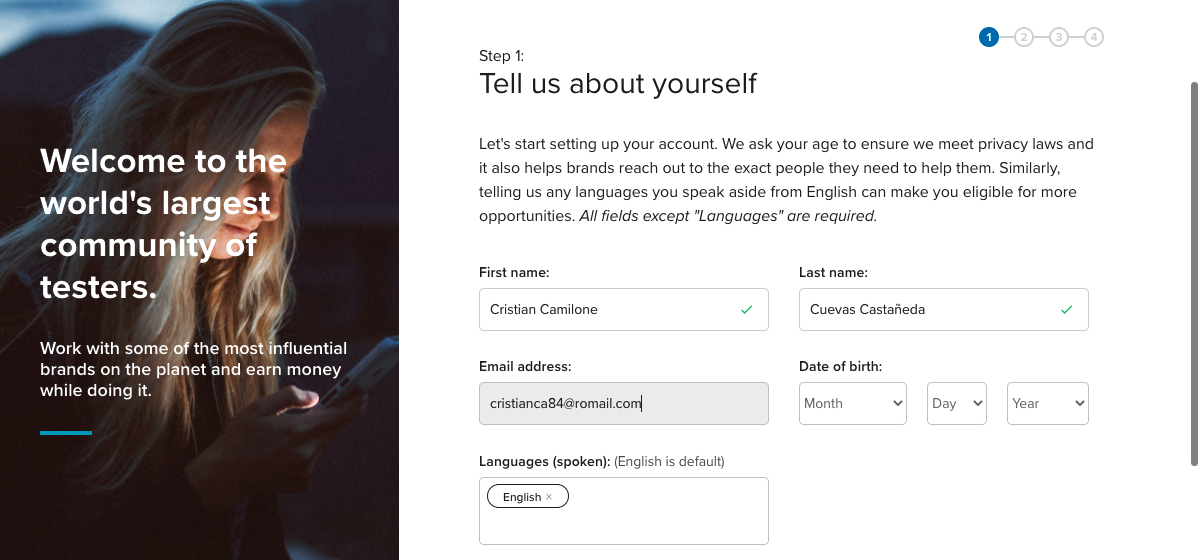 Welcome to the
world's largest
community of
testers.
Work with some of the most influential
brands on the planet and earn money
while doing it.
1 2 3 4
Step 1:
Tell us about yourself
Let's start setting up your account. We ask your age to ensure we meet privacy laws and
it also helps brands reach out to the exact people they need to help them. Similarly,
telling us any languages you speak aside from English can make you eligible for more
opportunities. All fields except "Languages" are required.
First name:
Cristian Camilone
Last name:
Cuevas Castañeda
Email address:
cristianca84@romail.com
Date of birth:
Month Day Year
Languages (spoken): (English is default)
English ×